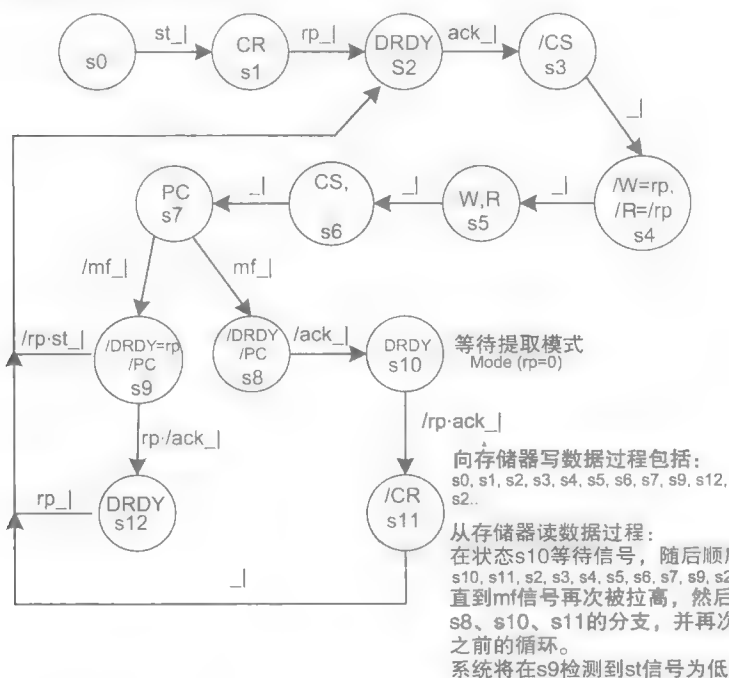 st_|
rp_|
ack_|
s0
CR
s1
DRDY
S2
/CS
s3
_|
PC
s7
_|
CS,
s6
_|
W,R
s5
_|
/W=rp,
/R=/rp
s4
/mf_|
mf_|
/rp·st_|
/DRDY=rp
/PC
s9
/DRDY
/PC
s8
/ack_|
DRDY
s10
等待提取模式
Mode (rp=0)
rp·/ack_|
/rp·ack_|
rp_|
DRDY
s12
/CR
s11
_|
向存储器写数据过程包括：
s0, s1, s2, s3, s4, s5, s6, s7, s9, s12,
s2..
从存储器读数据过程：
在状态s10等待信号，随后顺
s10, s11, s2, s3, s4, s5, s6, s7, s9, s2
直到mf信号再次被拉高，然后
s8、s10、s11的分支，并再次
之前的循环。
系统将在s9检测到st信号为低